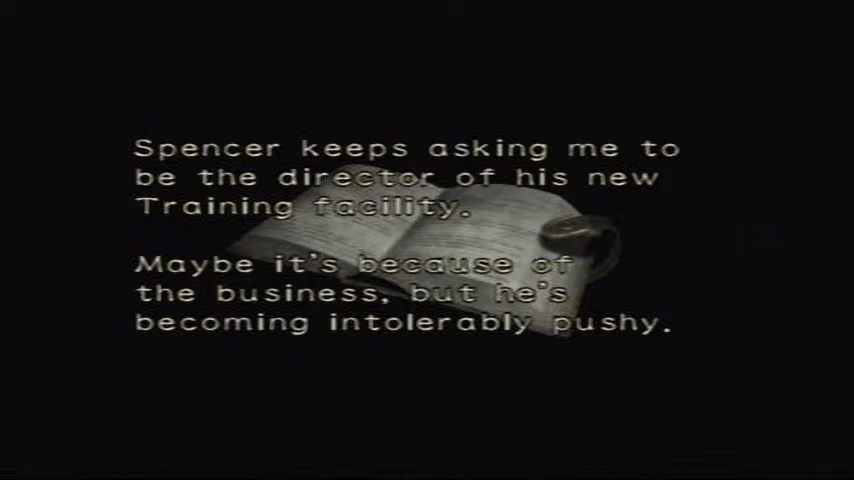 Spencer keeps asking me to
be the director of his new
Training facility.
Maybe it's because of
the business, but he's
becoming intolerably pushy.